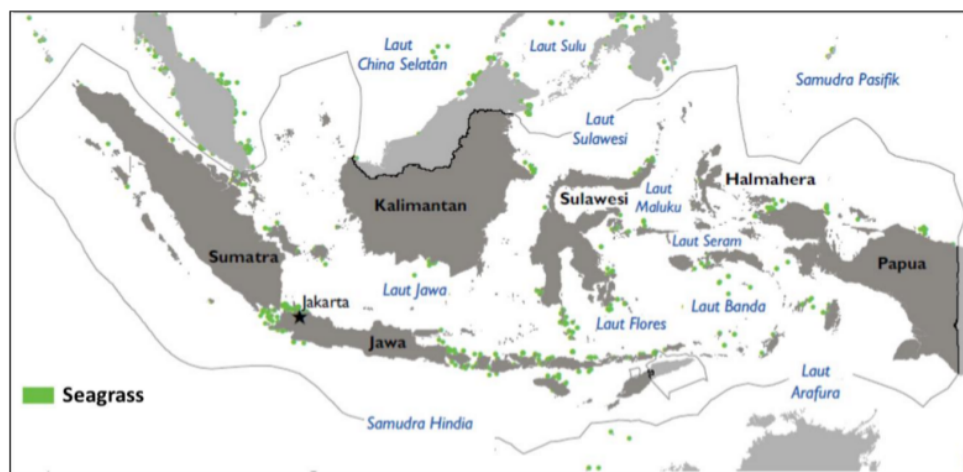 Laut
China Selatan
Laut Sulu
Samudra Pasifik
Laut
Sulawesi
Halmahera
Kalimantan
Sulawesi
Laut
Maluku
Laut Seram
Sumatra
Papua
Jakarta
Laut Jawa
Laut Banda
Laut Flores
Jawa
Laut
Arafura
Seagrass
Samudra Hindia